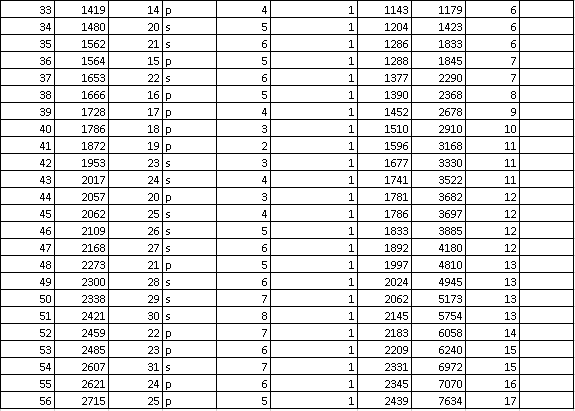 33 1419 14 p 4 1 1143 1179 6
34 1480 20 s 5 1 1204 1423 6
35 1562 21 s 6 1 1286 1833 6
36 1564 15 p 5 1 1288 1845 7
37 1653 22 s 6 1 1377 2290 7
38 1666 16 p 5 1 1390 2368 8
39 1728 17 p 4 1 1452 2678 9
40 1786 18 p 3 1 1510 2910 10
41 1872 19 p 2 1 1596 3168 11
42 1953 23 s 3 1 1677 3330 11
43 2017 24 s 4 1 1741 3522 11
44 2057 20 p 3 1 1781 3682 12
45 2062 25 s 4 1 1786 3697 12
46 2109 26 s 5 1 1833 3885 12
47 2168 27 s 6 1 1892 4180 12
48 2273 21 p 5 1 1997 4810 13
49 2300 28 s 6 1 2024 4945 13
50 2338 29 s 7 1 2062 5173 13
51 2421 30 s 8 1 2145 5754 13
52 2459 22 p 7 1 2183 6058 14
53 2485 23 p 6 1 2209 6240 15
54 2607 31 s 7 1 2331 6972 15
55 2621 24 p 6 1 2345 7070 16
56 2715 25 p 5 1 2439 7634 17